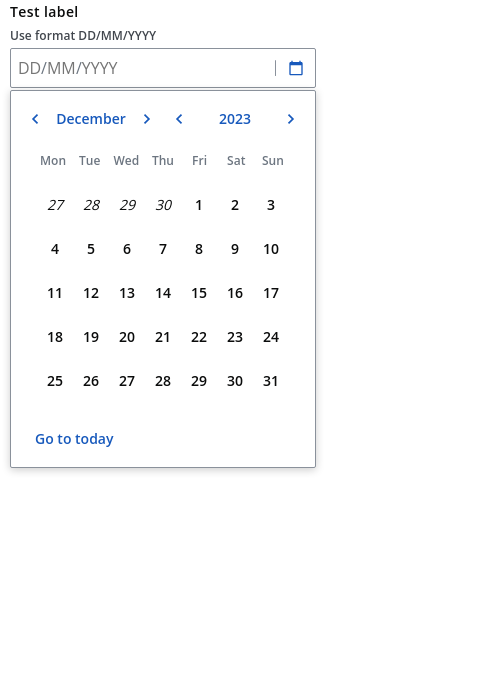 Test label
Use format DD/MM/YYYY
DD/MM/YYYY
December 2023
Mon Tue Wed Thu Fri Sat Sun
27 28 29 30 1 2 3
4 5 6 7 8 9 10
11 12 13 14 15 16 17
18 19 20 21 22 23 24
25 26 27 28 29 30 31
Go to today